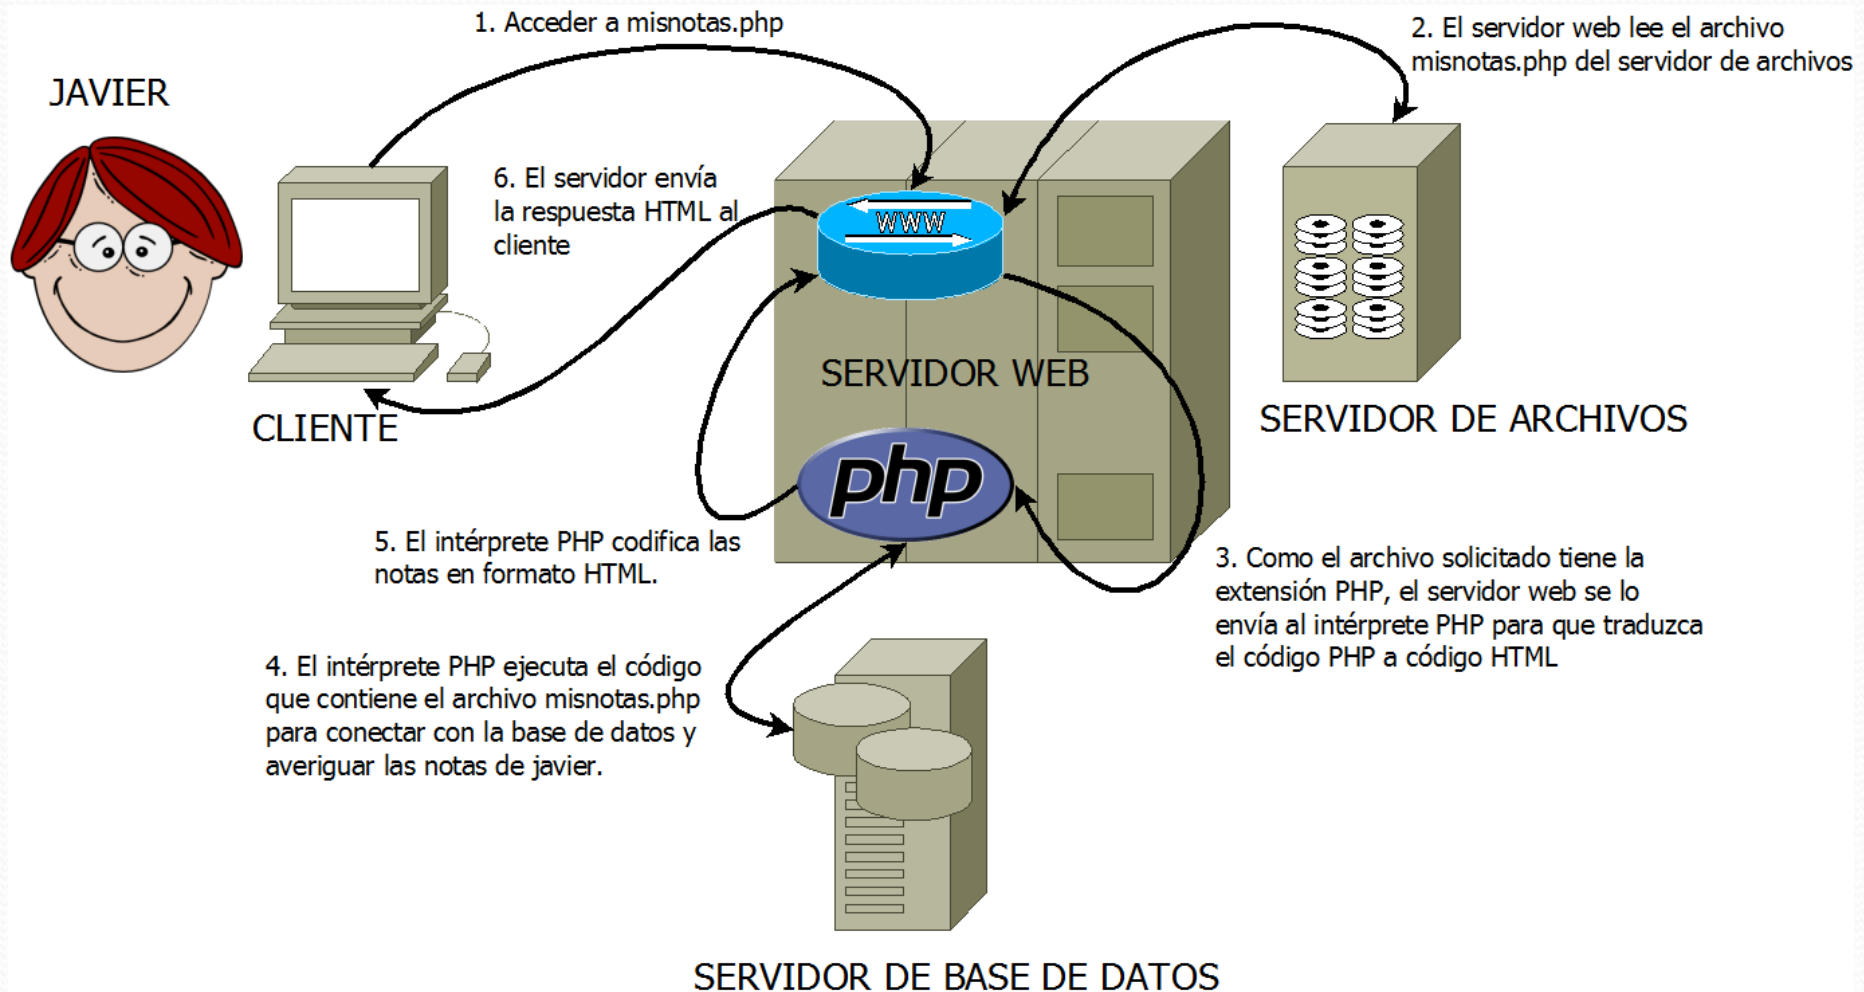 1. Acceder a misnotas.php
2. El servidor web lee el archivo
misnotas.php del servidor de archivos
JAVIER
6. El servidor envía
la respuesta HTML al
cliente
WWW
SERVIDOR WEB
CLIENTE
SERVIDOR DE ARCHIVOS
php
5. El intérprete PHP codifica las
notas en formato HTML.
3. Como el archivo solicitado tiene la
extensión PHP, el servidor web se lo
envía al intérprete PHP para que traduzca
el código PHP a código HTML
4. El intérprete PHP ejecuta el código
que contiene el archivo misnotas.php
para conectar con la base de datos y
averiguar las notas de javier.
SERVIDOR DE BASE DE DATOS